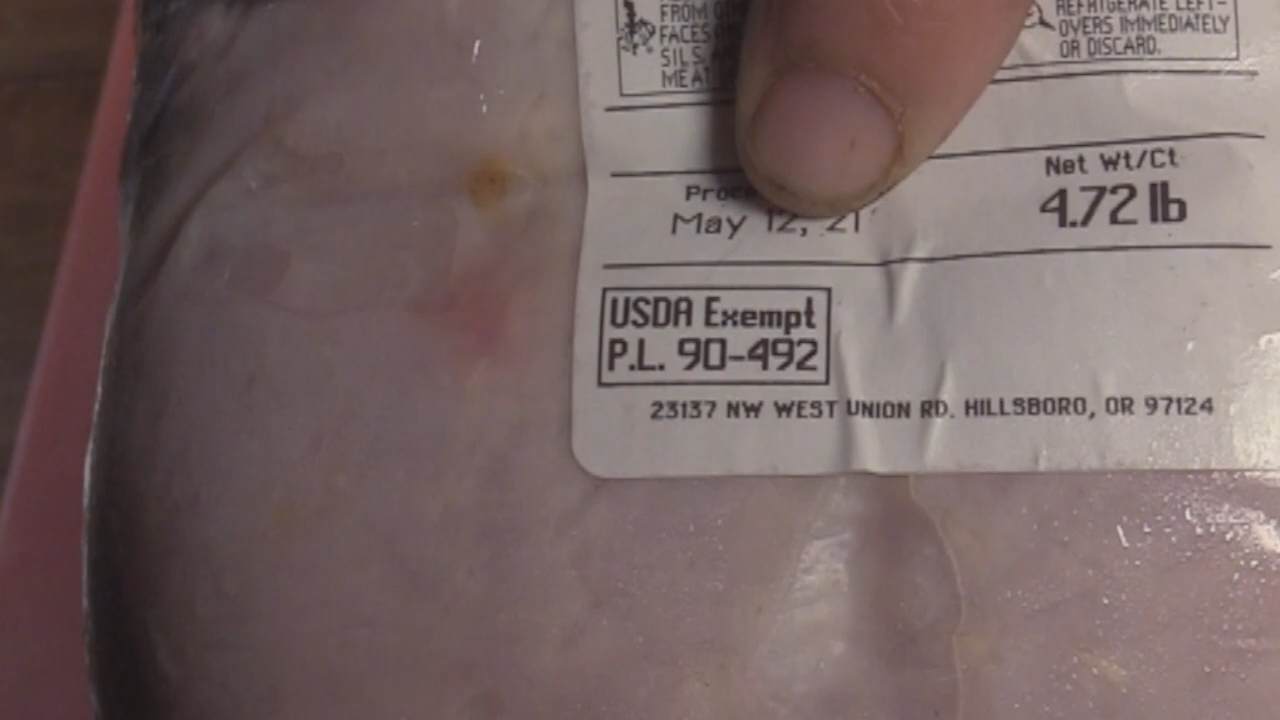 FROM
REFRIGERATE LEFT-
FACES
OVERS IMMEDIATELY
SILS,
OR DISCARD.
MEAT
Net Wt/Ct
May 12, 21
4.72 lb
USDA Exempt
P.L. 90-492
23137 NW WEST UNION RD. HILLSBORO, OR 97124